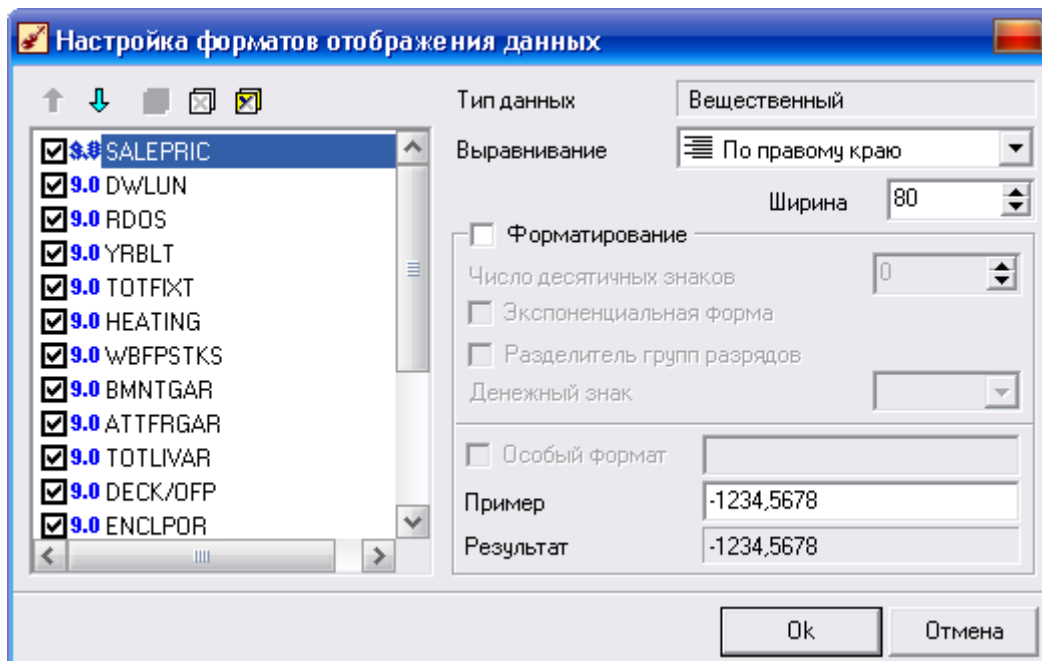 Настройка форматов отображения данных
Тип данных Вещественный
Выравнивание По правому краю
Ширина 80
Форматирование
Число десятичных знаков 0
Экспоненциальная форма
Разделитель групп разрядов
Денежный знак
Особый формат
Пример -1234,5678
Результат -1234,5678
$.# SALEPRIC
9.0 DWLUN
9.0 RDOS
9.0 YRBLT
9.0 TOTFIXT
9.0 HEATING
9.0 WBFPSTKS
9.0 BMNTGAR
9.0 ATTFRGAR
9.0 TOTLIVAR
9.0 DECK/OFP
9.0 ENCLPOR
Ok Отмена